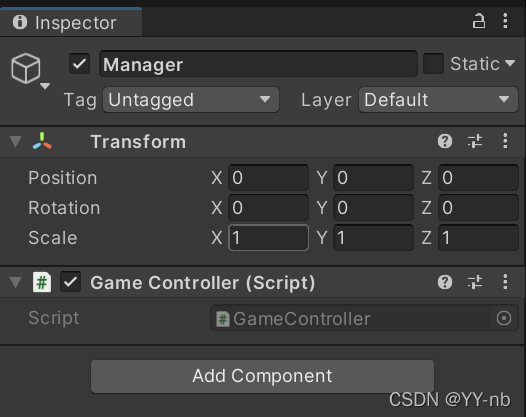 Inspector
Manager
Static
Tag Untagged Layer Default
Transform
Position X 0 Y 0 Z 0
Rotation X 0 Y 0 Z 0
Scale X 1 Y 1 Z 1
# Game Controller (Script)
Script # GameController
Add Component
CSDN @YY-nb